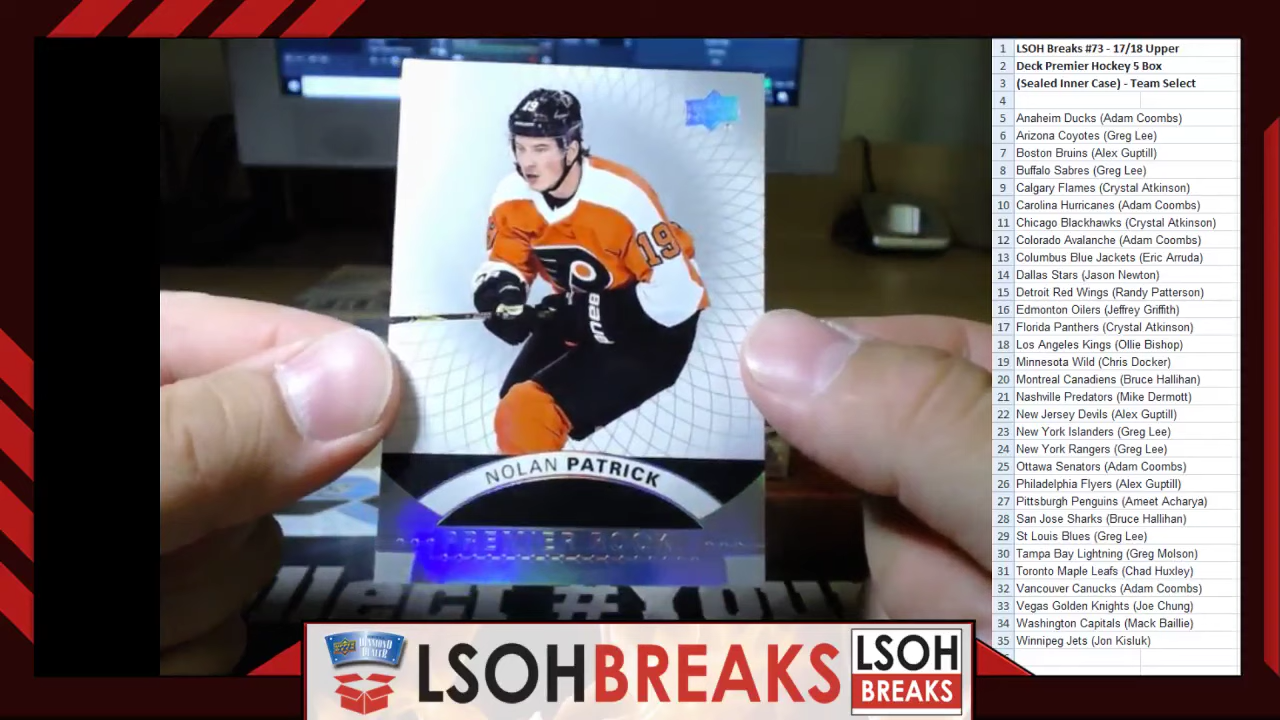 19
19
BAUER
NOLAN PATRICK
PREMIER ROOKIE
1 LSOH Breaks #73 - 17/18 Upper
2 Deck Premier Hockey 5 Box
3 (Sealed Inner Case) - Team Select
4
5 Anaheim Ducks (Adam Coombs)
6 Arizona Coyotes (Greg Lee)
7 Boston Bruins (Alex Guptill)
8 Buffalo Sabres (Greg Lee)
9 Calgary Flames (Crystal Atkinson)
10 Carolina Hurricanes (Adam Coombs)
11 Chicago Blackhawks (Crystal Atkinson)
12 Colorado Avalanche (Adam Coombs)
13 Columbus Blue Jackets (Eric Arruda)
14 Dallas Stars (Jason Newton)
15 Detroit Red Wings (Randy Patterson)
16 Edmonton Oilers (Jeffrey Griffith)
17 Florida Panthers (Crystal Atkinson)
18 Los Angeles Kings (Ollie Bishop)
19 Minnesota Wild (Chris Docker)
20 Montreal Canadiens (Bruce Hallihan)
21 Nashville Predators (Mike Dermott)
22 New Jersey Devils (Alex Guptill)
23 New York Islanders (Greg Lee)
24 New York Rangers (Greg Lee)
25 Ottawa Senators (Adam Coombs)
26 Philadelphia Flyers (Alex Guptill)
27 Pittsburgh Penguins (Ameet Acharya)
28 San Jose Sharks (Bruce Hallihan)
29 St Louis Blues (Greg Lee)
30 Tampa Bay Lightning (Greg Molson)
31 Toronto Maple Leafs (Chad Huxley)
32 Vancouver Canucks (Adam Coombs)
33 Vegas Golden Knights (Joe Chung)
34 Washington Capitals (Mack Baillie)
35 Winnipeg Jets (Jon Kisluk)
DIAMOND DEALER
LSOHBREAKS
LSOH
BREAKS